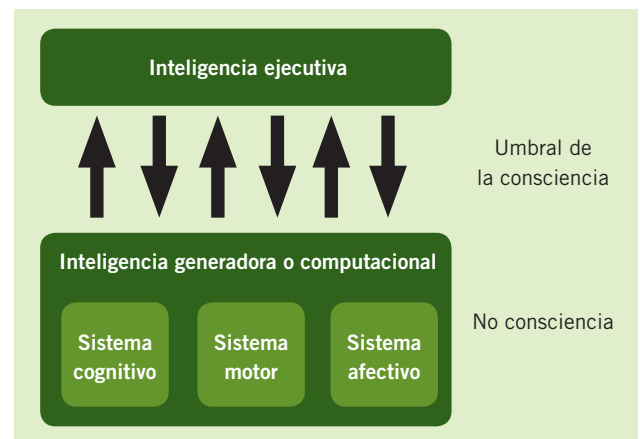 Inteligencia ejecutiva
Umbral de
la consciencia
Inteligencia generadora o computacional
Sistema
cognitivo
Sistema
motor
Sistema
afectivo
No consciencia